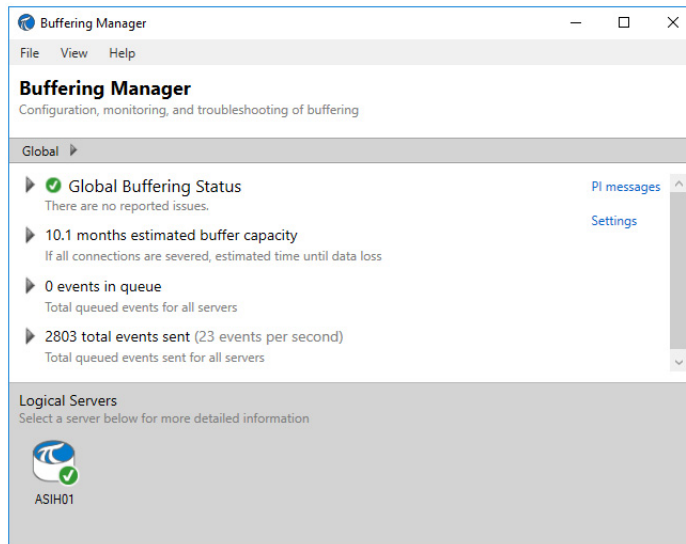 Buffering Manager
File View Help
Buffering Manager
Configuration, monitoring, and troubleshooting of buffering
Global
Global Buffering Status
PI messages
There are no reported issues.
Settings
10.1 months estimated buffer capacity
If all connections are severed, estimated time until data loss
0 events in queue
Total queued events for all servers
2803 total events sent (23 events per second)
Total queued events sent for all servers
Logical Servers
Select a server below for more detailed information
ASIH01